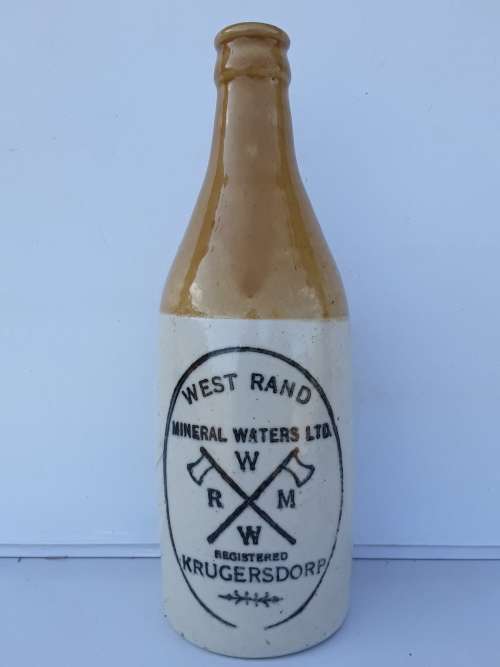 WEST RAND
MINERAL WATERS LTD.
W
R M
W
REGISTERED
KRUGERSDORP